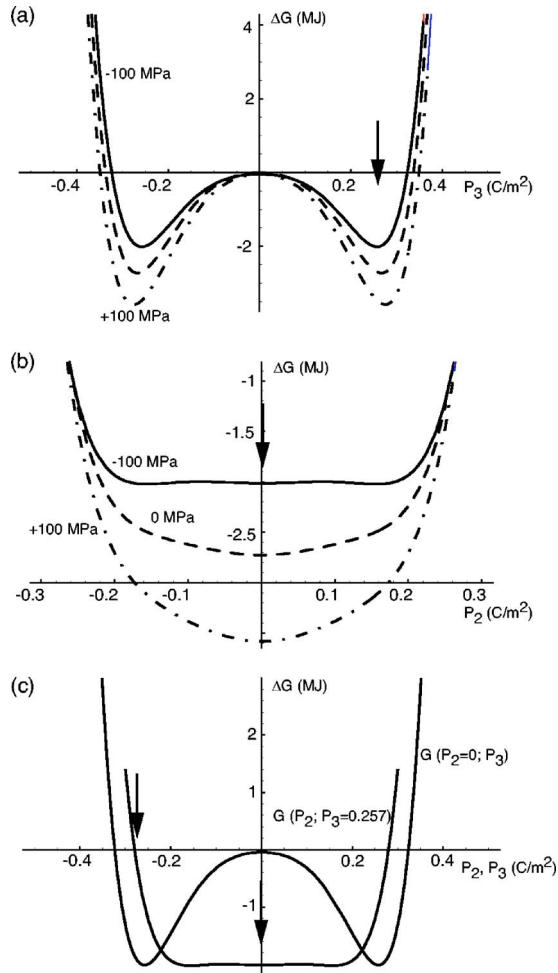 (a)
ΔG (MJ)
4
-100 MPa
2
-0.4
-0.2
0.2
0.4
P3 (C/m2)
-2
+100 MPa
(b)
ΔG (MJ)
-1
-1.5
-100 MPa
0 MPa
+100 MPa
-2.5
-0.3
-0.2
-0.1
0.1
0.2
0.3
P2 (C/m2)
(c)
ΔG (MJ)
2
G (P2=0; P3)
1
G (P2; P3=0.257)
-0.4
-0.2
0.2
0.4
P2, P3 (C/m2)
-1